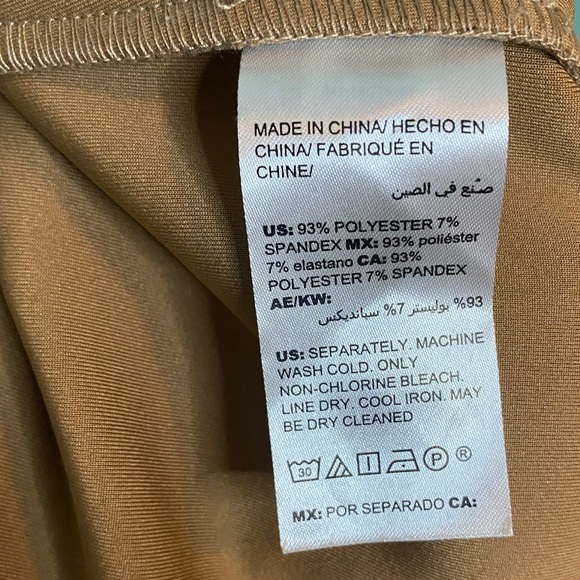 MADE IN CHINA/ HECHO EN
CHINA/ FABRIQUÉ EN
CHINE/
صنع في الصين
US: 93% POLYESTER 7%
SPANDEX MX: 93% poliéster
7% elastano CA: 93%
POLYESTER 7% SPANDEX
AE/KW:
93% بوليستر 7% سبانديكس
US: SEPARATELY. MACHINE
WASH COLD. ONLY
NON-CHLORINE BLEACH.
LINE DRY. COOL IRON. MAY
BE DRY CLEANED
30 P ®
MX: POR SEPARADO CA: